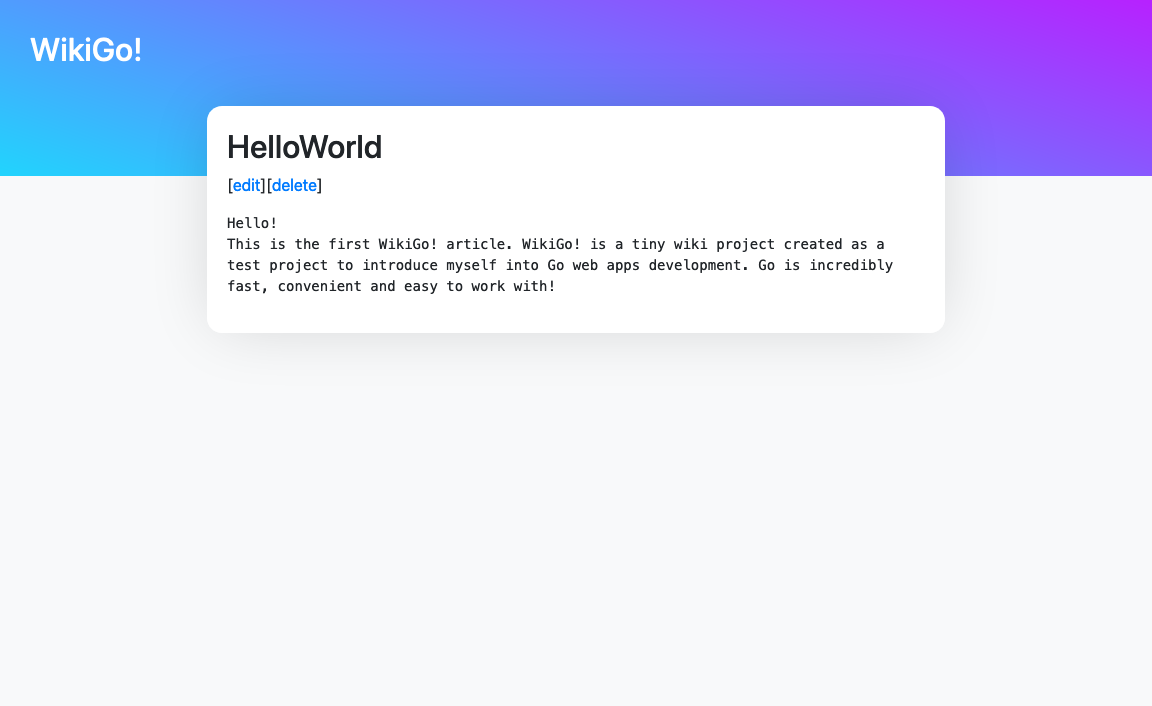 WikiGo!
HelloWorld
[edit][delete]
Hello!
This is the first WikiGo! article. WikiGo! is a tiny wiki project created as a
test project to introduce myself into Go web apps development. Go is incredibly
fast, convenient and easy to work with!